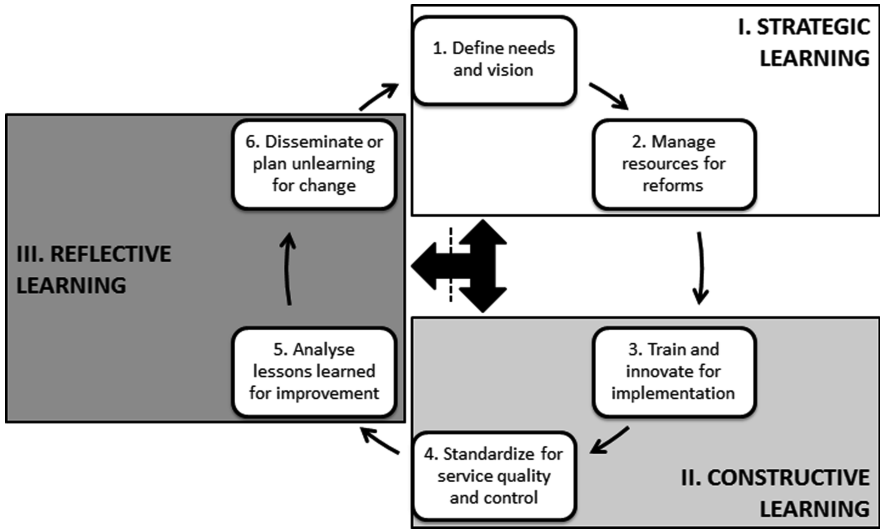 I. STRATEGIC
LEARNING
1. Define needs
and vision
2. Manage
resources for
reforms
3. Train and
innovate for
implementation
4. Standardize for
service quality
and control
II. CONSTRUCTIVE
LEARNING
5. Analyse
lessons learned
for improvement
6. Disseminate or
plan unlearning
for change
III. REFLECTIVE
LEARNING